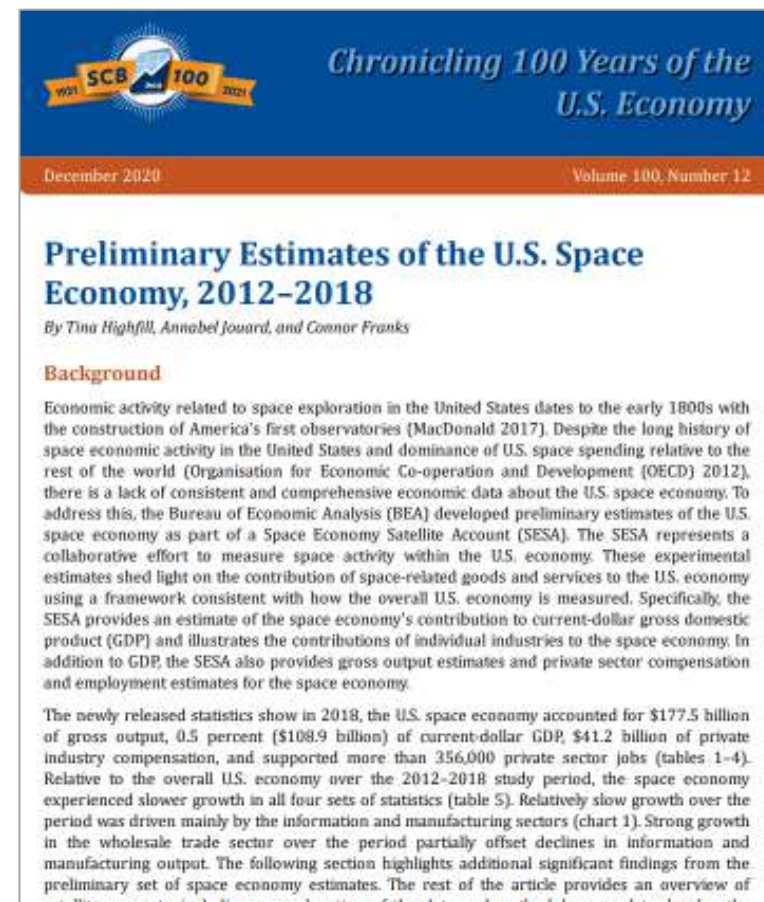 SCB 100
1921 2021
Chronicling 100 Years of the
U.S. Economy
December 2020 Volume 100, Number 12
Preliminary Estimates of the U.S. Space
Economy, 2012–2018
By Tina Highfill, Annabel Jouard, and Connor Franks
Background
Economic activity related to space exploration in the United States dates to the early 1800s with
the construction of America's first observatories (MacDonald 2017). Despite the long history of
space economic activity in the United States and dominance of U.S. space spending relative to the
rest of the world (Organisation for Economic Co-operation and Development (OECD) 2012),
there is a lack of consistent and comprehensive economic data about the U.S. space economy. To
address this, the Bureau of Economic Analysis (BEA) developed preliminary estimates of the U.S.
space economy as part of a Space Economy Satellite Account (SESA). The SESA represents a
collaborative effort to measure space activity within the U.S. economy. These experimental
estimates shed light on the contribution of space-related goods and services to the U.S. economy
using a framework consistent with how the overall U.S. economy is measured. Specifically, the
SESA provides an estimate of the space economy's contribution to current-dollar gross domestic
product (GDP) and illustrates the contributions of individual industries to the space economy. In
addition to GDP, the SESA also provides gross output estimates and private sector compensation
and employment estimates for the space economy.
The newly released statistics show in 2018, the U.S. space economy accounted for $177.5 billion
of gross output, 0.5 percent ($108.9 billion) of current-dollar GDP, $41.2 billion of private
industry compensation, and supported more than 356,000 private sector jobs (tables 1–4).
Relative to the overall U.S. economy over the 2012–2018 study period, the space economy
experienced slower growth in all four sets of statistics (table 5). Relatively slow growth over the
period was driven mainly by the information and manufacturing sectors (chart 1). Strong growth
in the wholesale trade sector over the period partially offset declines in information and
manufacturing output. The following section highlights additional significant findings from the
preliminary set of space economy estimates. The rest of the article provides an overview of